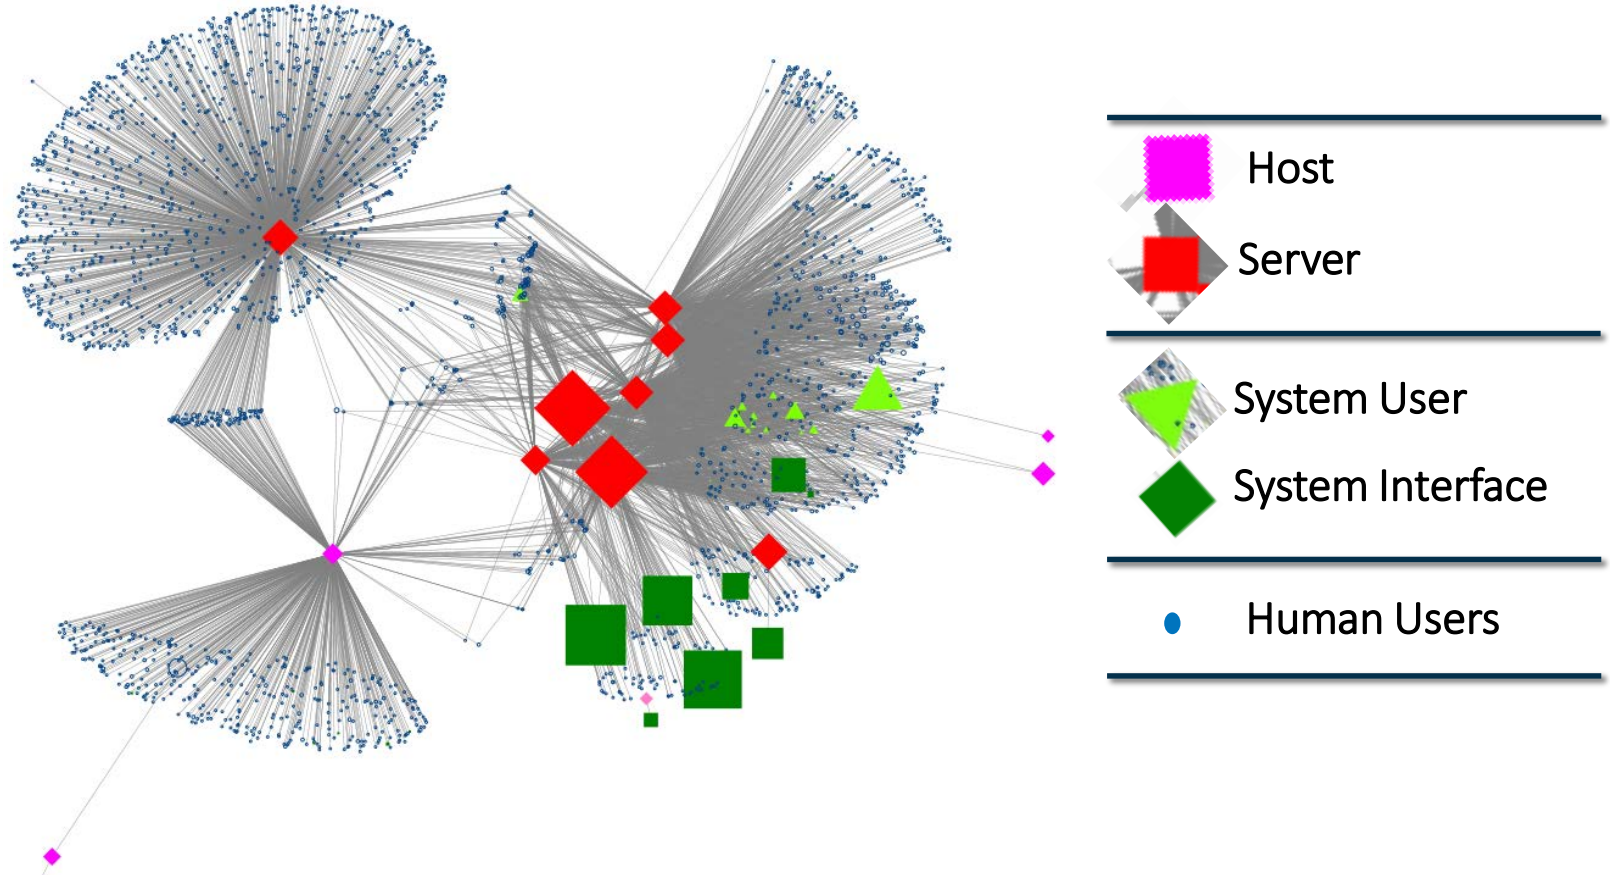 Host
Server
System User
System Interface
Human Users